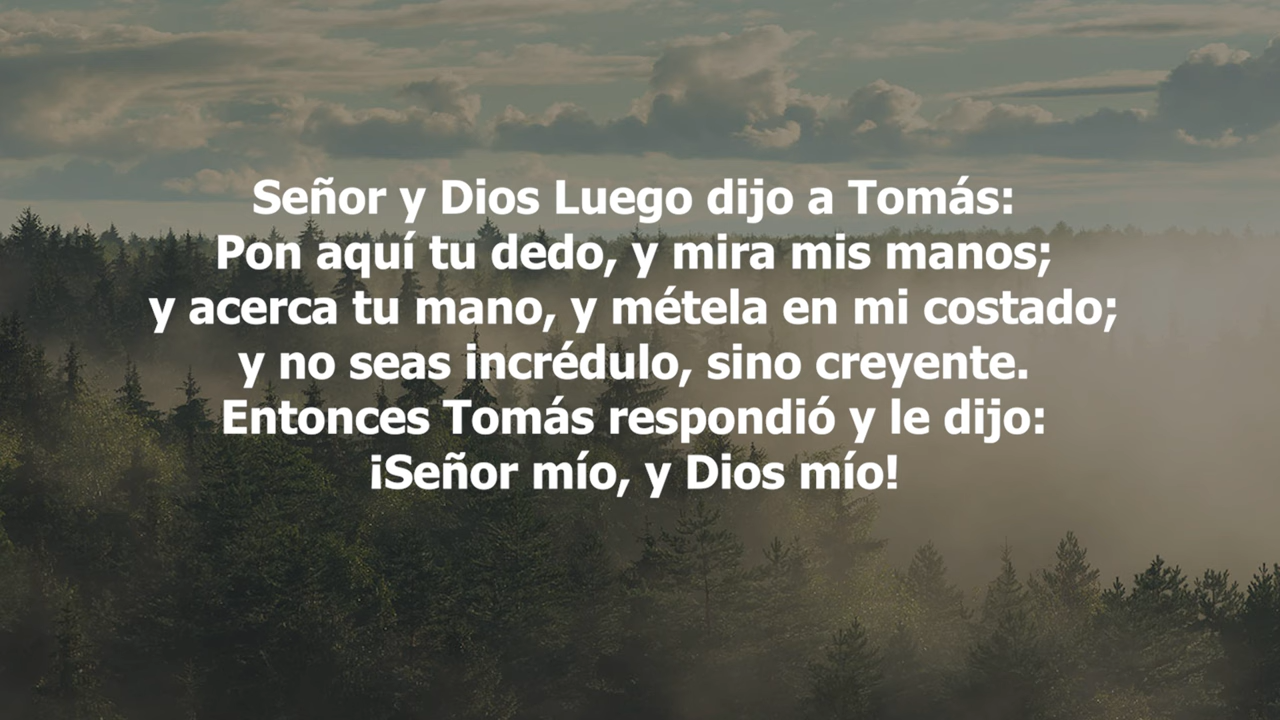 Señor y Dios Luego dijo a Tomás:
Pon aquí tu dedo, y mira mis manos;
y acerca tu mano, y métela en mi costado;
y no seas incrédulo, sino creyente.
Entonces Tomás respondió y le dijo:
¡Señor mío, y Dios mío!